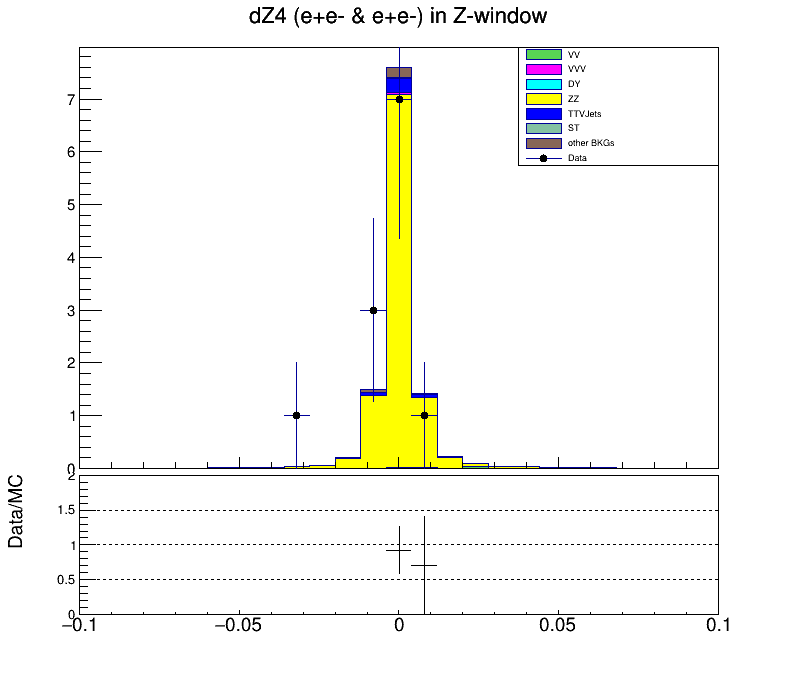 dZ4 (e+e- & e+e-) in Z-window
VV
VVV
DY
ZZ
TTVJets
ST
other BKGs
Data
7
6
5
4
3
2
1
0
Data/MC
2
1.5
1
0.5
0
−0.1
−0.05
0
0.05
0.1